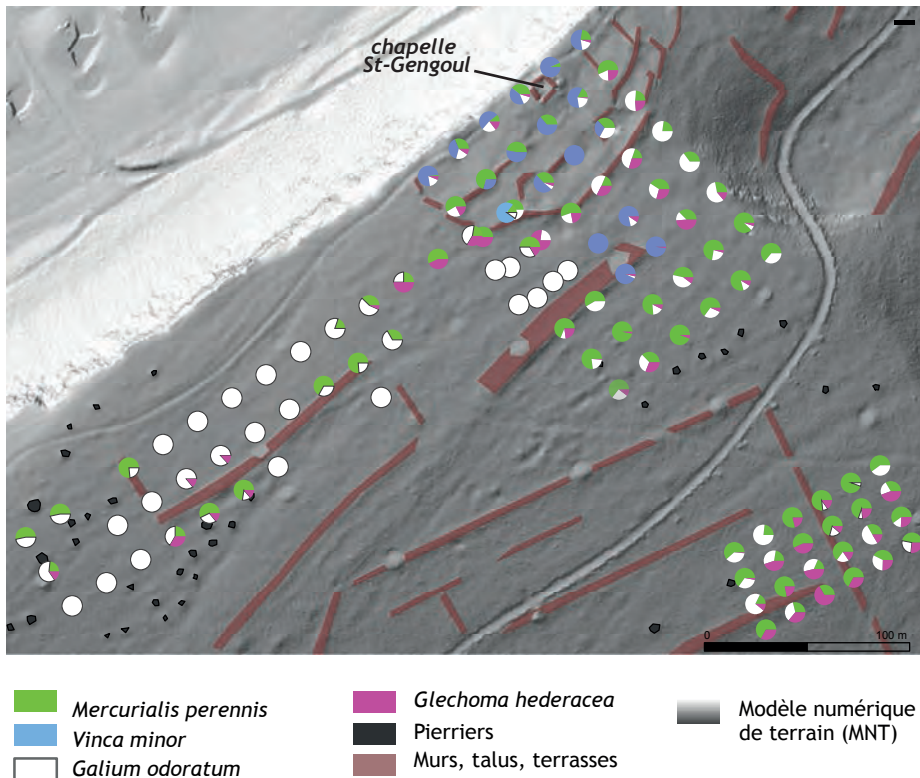 chapelle
St-Gengoul
0 100 m
Mercurialis perennis
Vinca minor
Galium odoratum
Glechoma hederacea
Pierriers
Murs, talus, terrasses
Modèle numérique
de terrain (MNT)